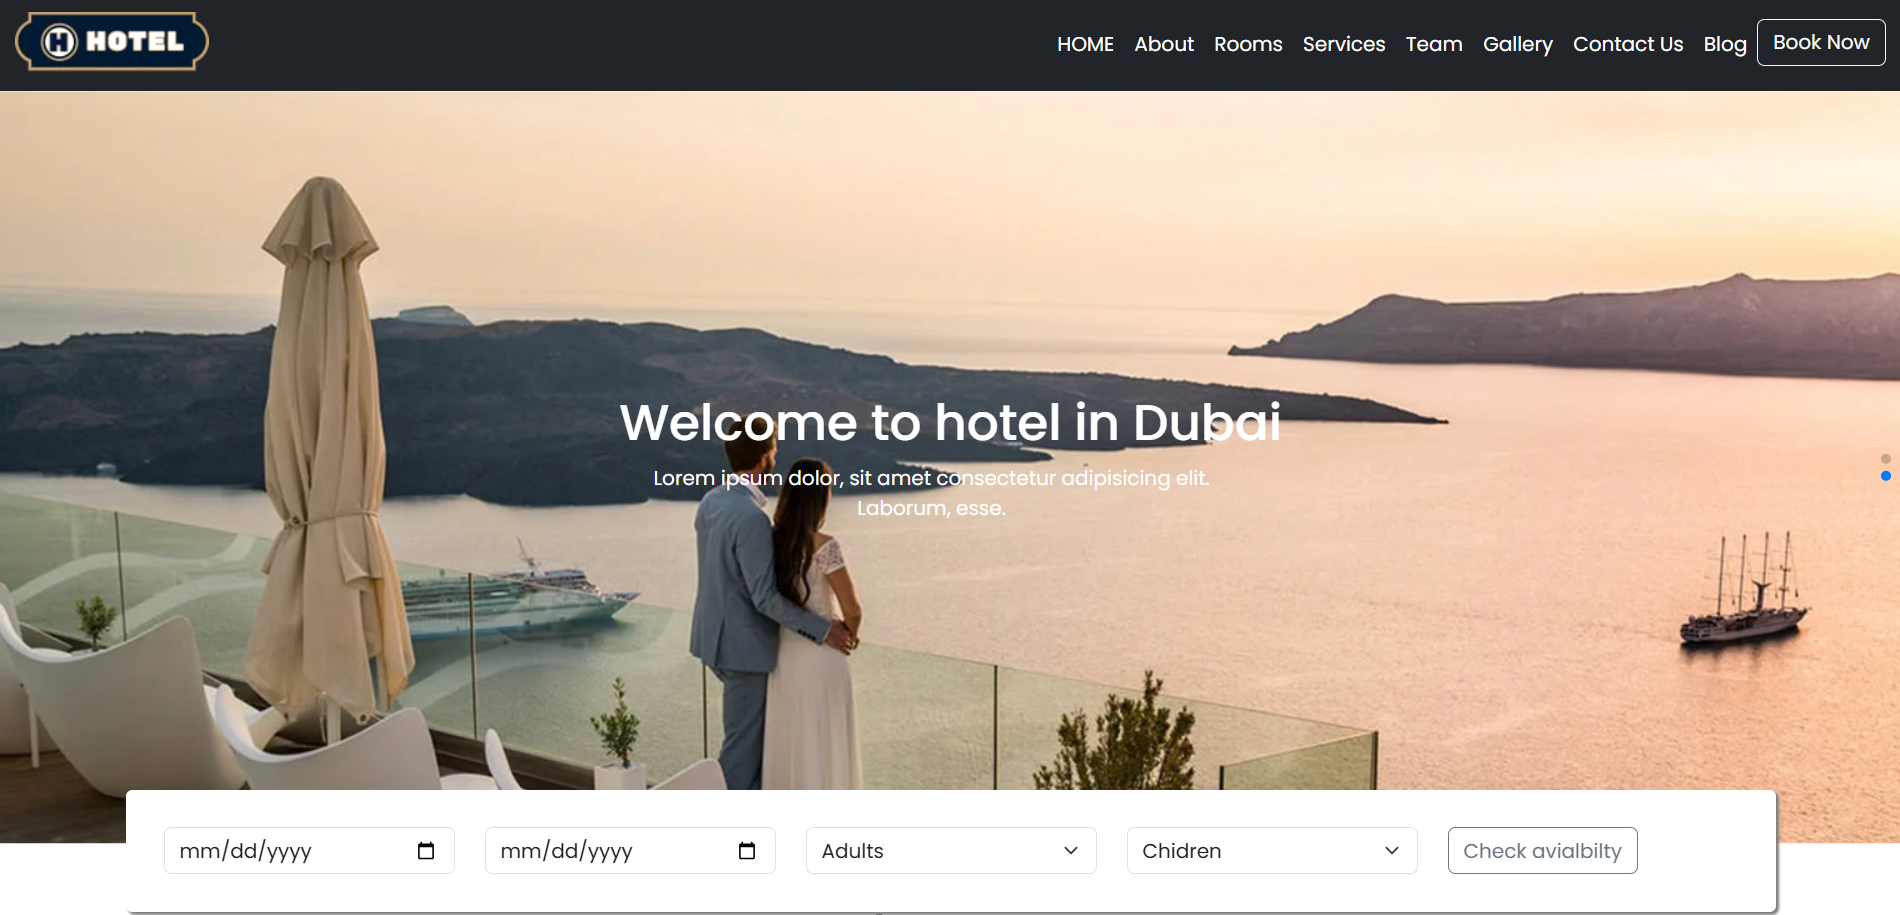 H HOTEL
HOME About Rooms Services Team Gallery Contact Us Blog Book Now
Welcome to hotel in Dubai
Lorem ipsum dolor, sit amet consectetur adipisicing elit.
Laborum, esse.
mm/dd/yyyy mm/dd/yyyy Adults Chidren Check avialbilty